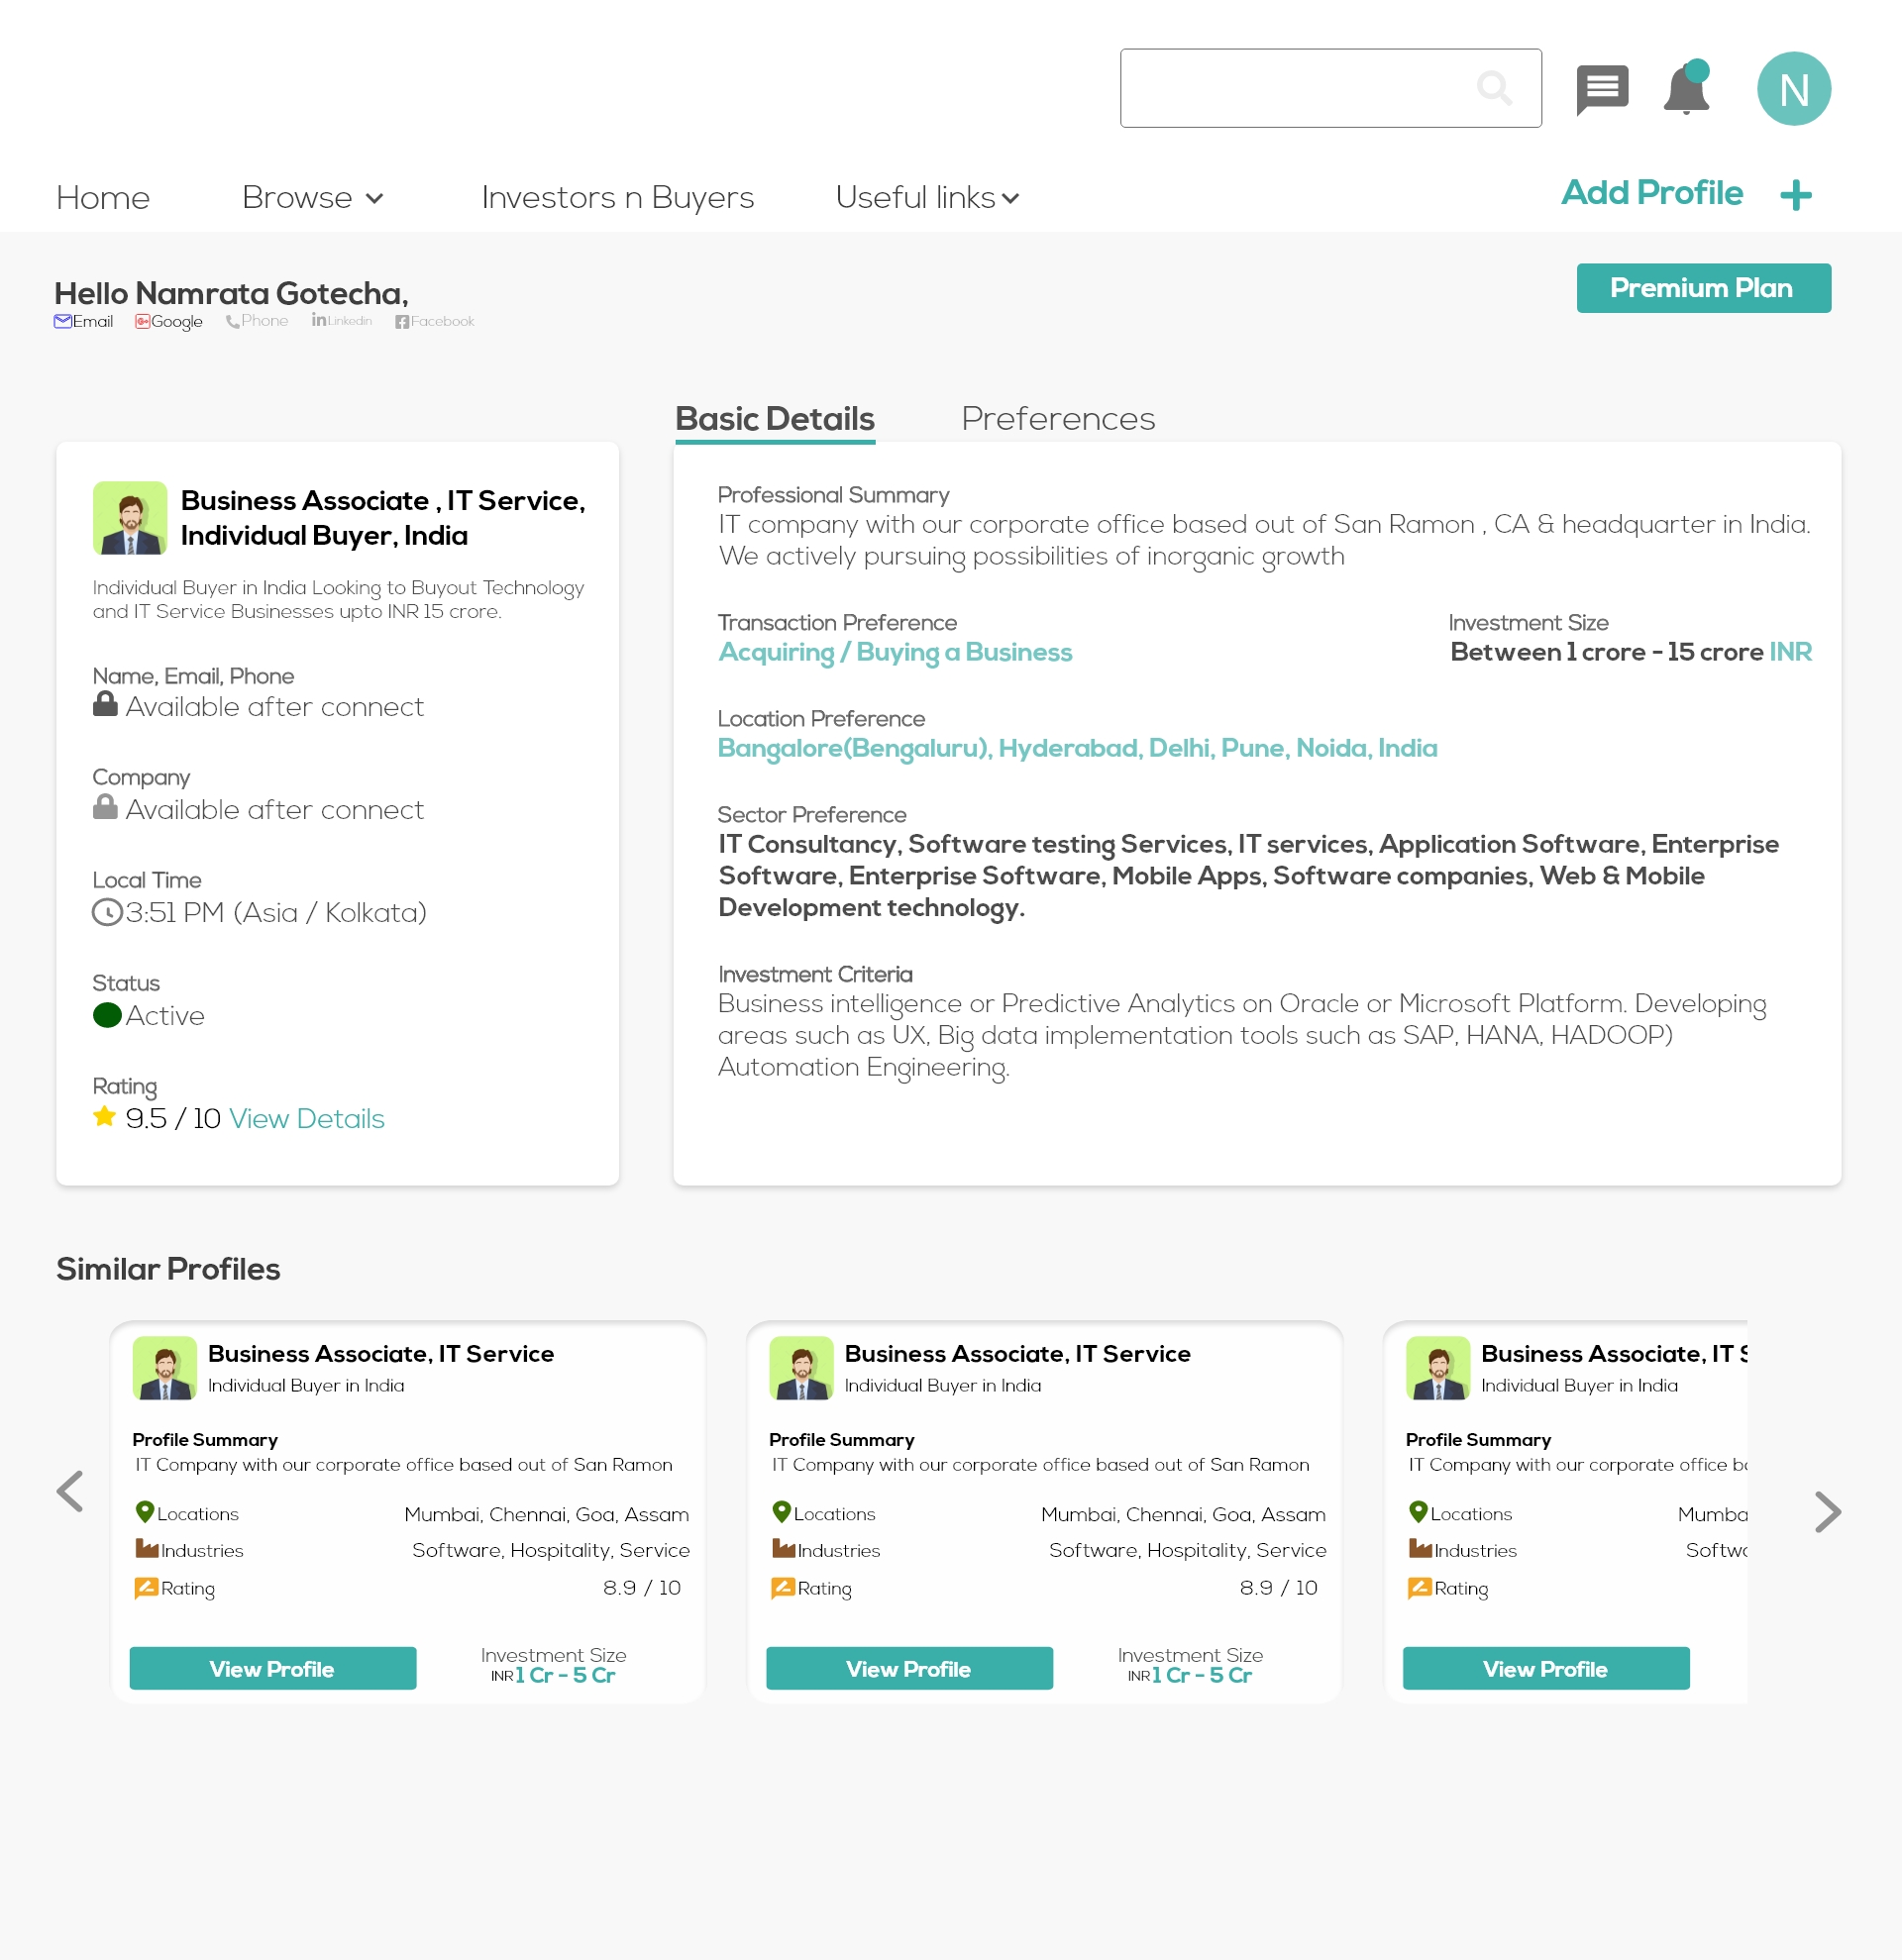 N
Home
Browse
Investors n Buyers
Useful links
Add Profile
Hello Namrata Gotecha,
Premium Plan
Email
Google
Phone
Linkedin
Facebook
Basic Details
Preferences
Business Associate , IT Service,
Individual Buyer, India
Individual Buyer in India Looking to Buyout Technology
and IT Service Businesses upto INR 15 crore.
Name, Email, Phone
Available after connect
Company
Available after connect
Local Time
3:51 PM (Asia / Kolkata)
Status
Active
Rating
9.5 / 10 View Details
Professional Summary
IT company with our corporate office based out of San Ramon , CA & headquarter in India.
We actively pursuing possibilities of inorganic growth
Transaction Preference
Acquiring / Buying a Business
Investment Size
Between 1 crore - 15 crore INR
Location Preference
Bangalore(Bengaluru), Hyderabad, Delhi, Pune, Noida, India
Sector Preference
IT Consultancy, Software testing Services, IT services, Application Software, Enterprise
Software, Enterprise Software, Mobile Apps, Software companies, Web & Mobile
Development technology.
Investment Criteria
Business intelligence or Predictive Analytics on Oracle or Microsoft Platform. Developing
areas such as UX, Big data implementation tools such as SAP, HANA, HADOOP)
Automation Engineering.
Similar Profiles
Business Associate, IT Service
Individual Buyer in India
Profile Summary
IT Company with our corporate office based out of San Ramon
Locations
Mumbai, Chennai, Goa, Assam
Industries
Software, Hospitality, Service
Rating
8.9 / 10
View Profile
Investment Size
INR 1 Cr - 5 Cr
Business Associate, IT Service
Individual Buyer in India
Profile Summary
IT Company with our corporate office based out of San Ramon
Locations
Mumbai, Chennai, Goa, Assam
Industries
Software, Hospitality, Service
Rating
8.9 / 10
View Profile
Investment Size
INR 1 Cr - 5 Cr
Business Associate, IT
Individual Buyer in India
Profile Summary
IT Company with our corporate office
Locations
Industries
Rating
View Profile